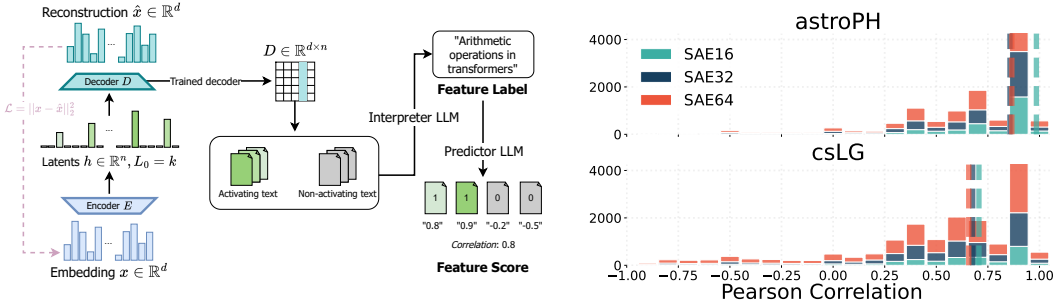 Reconstruction x̂ ∈ ℝ^d
...
Decoder D
ℒ = ||x − x̂||₂²
...
Latents h ∈ ℝ^n, L₀ = k
Encoder E
...
Embedding x ∈ ℝ^d
Trained decoder
D ∈ ℝ^{d×n}
Activating text
Non-activating text
Interpreter LLM
"Arithmetic
operations in
transformers"
Feature Label
Predictor LLM
1 1 0 0
"0.8" "0.9" "-0.2" "-0.5"
Correlation: 0.8
Feature Score
astroPH
4000
2000
0
SAE16
SAE32
SAE64
csLG
4000
2000
0
−1.00 −0.75 −0.50 −0.25 0.00 0.25 0.50 0.75 1.00
Pearson Correlation